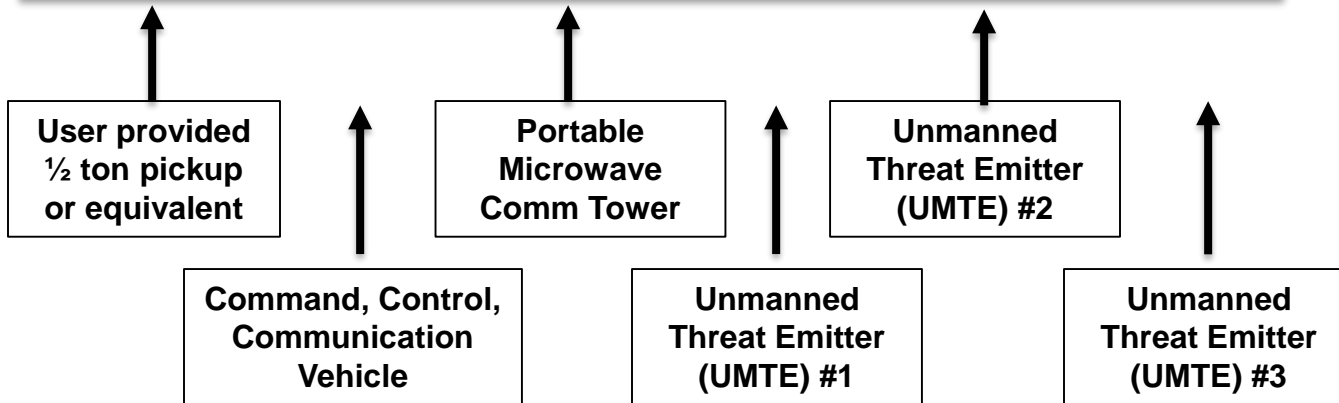 User provided
½ ton pickup
or equivalent
Portable
Microwave
Comm Tower
Unmanned
Threat Emitter
(UMTE) #2
Command, Control,
Communication
Vehicle
Unmanned
Threat Emitter
(UMTE) #1
Unmanned
Threat Emitter
(UMTE) #3